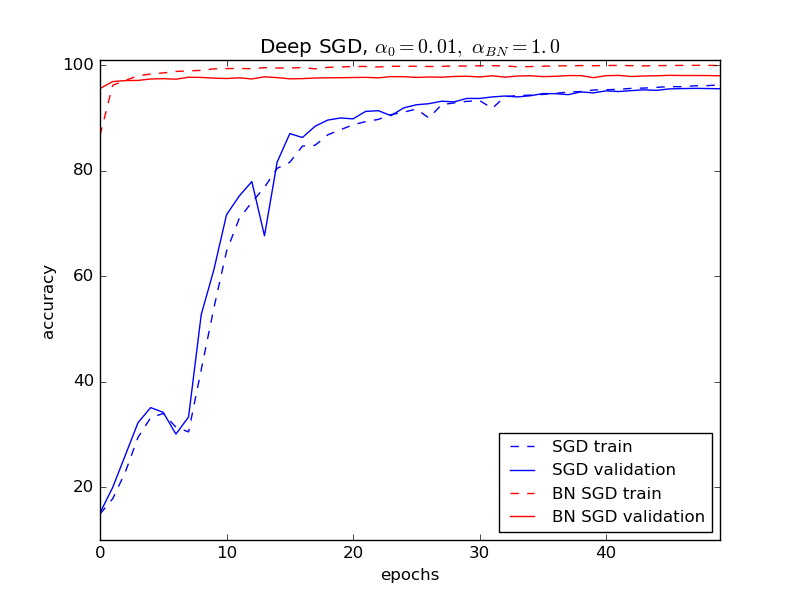 Deep SGD, α₀ = 0.01, α_BN = 1.0
100
80
60
40
20
accuracy
0 10 20 30 40
epochs
SGD train
SGD validation
BN SGD train
BN SGD validation